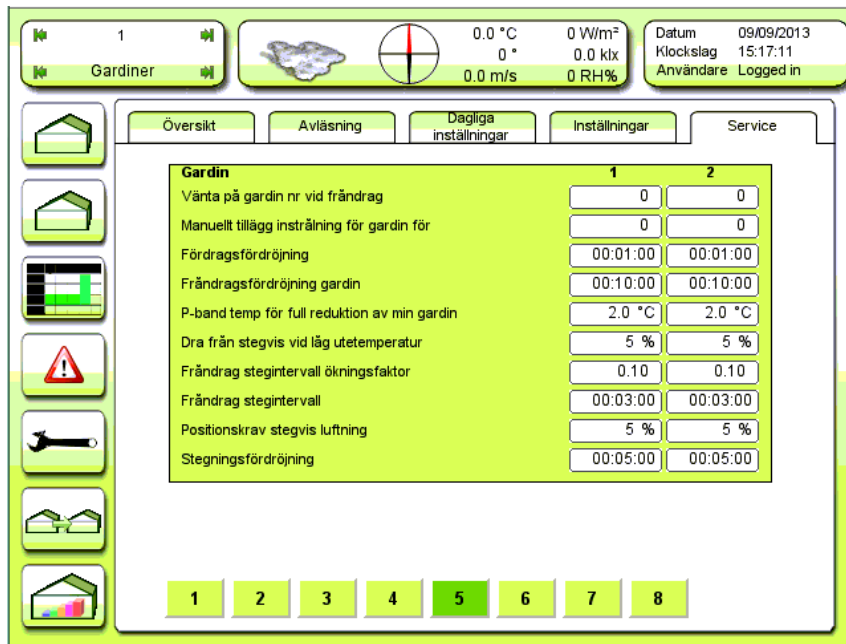 1
Gardiner
0.0 °C 0 W/m²
0 ° 0.0 klx
0.0 m/s 0 RH%
Datum 09/09/2013
Klockslag 15:17:11
Användare Logged in
Översikt Avläsning Dagliga inställningar Inställningar Service
Gardin 1 2
Vänta på gardin nr vid fråndrag 0 0
Manuellt tillägg instrålning för gardin för 0 0
Fördragsfördröjning 00:01:00 00:01:00
Fråndragsfördröjning gardin 00:10:00 00:10:00
P-band temp för full reduktion av min gardin 2.0 °C 2.0 °C
Dra från stegvis vid låg utetemperatur 5 % 5 %
Fråndrag stegintervall ökningsfaktor 0.10 0.10
Fråndrag stegintervall 00:03:00 00:03:00
Positionskrav stegvis luftning 5 % 5 %
Stegningsfördröjning 00:05:00 00:05:00
1 2 3 4 5 6 7 8